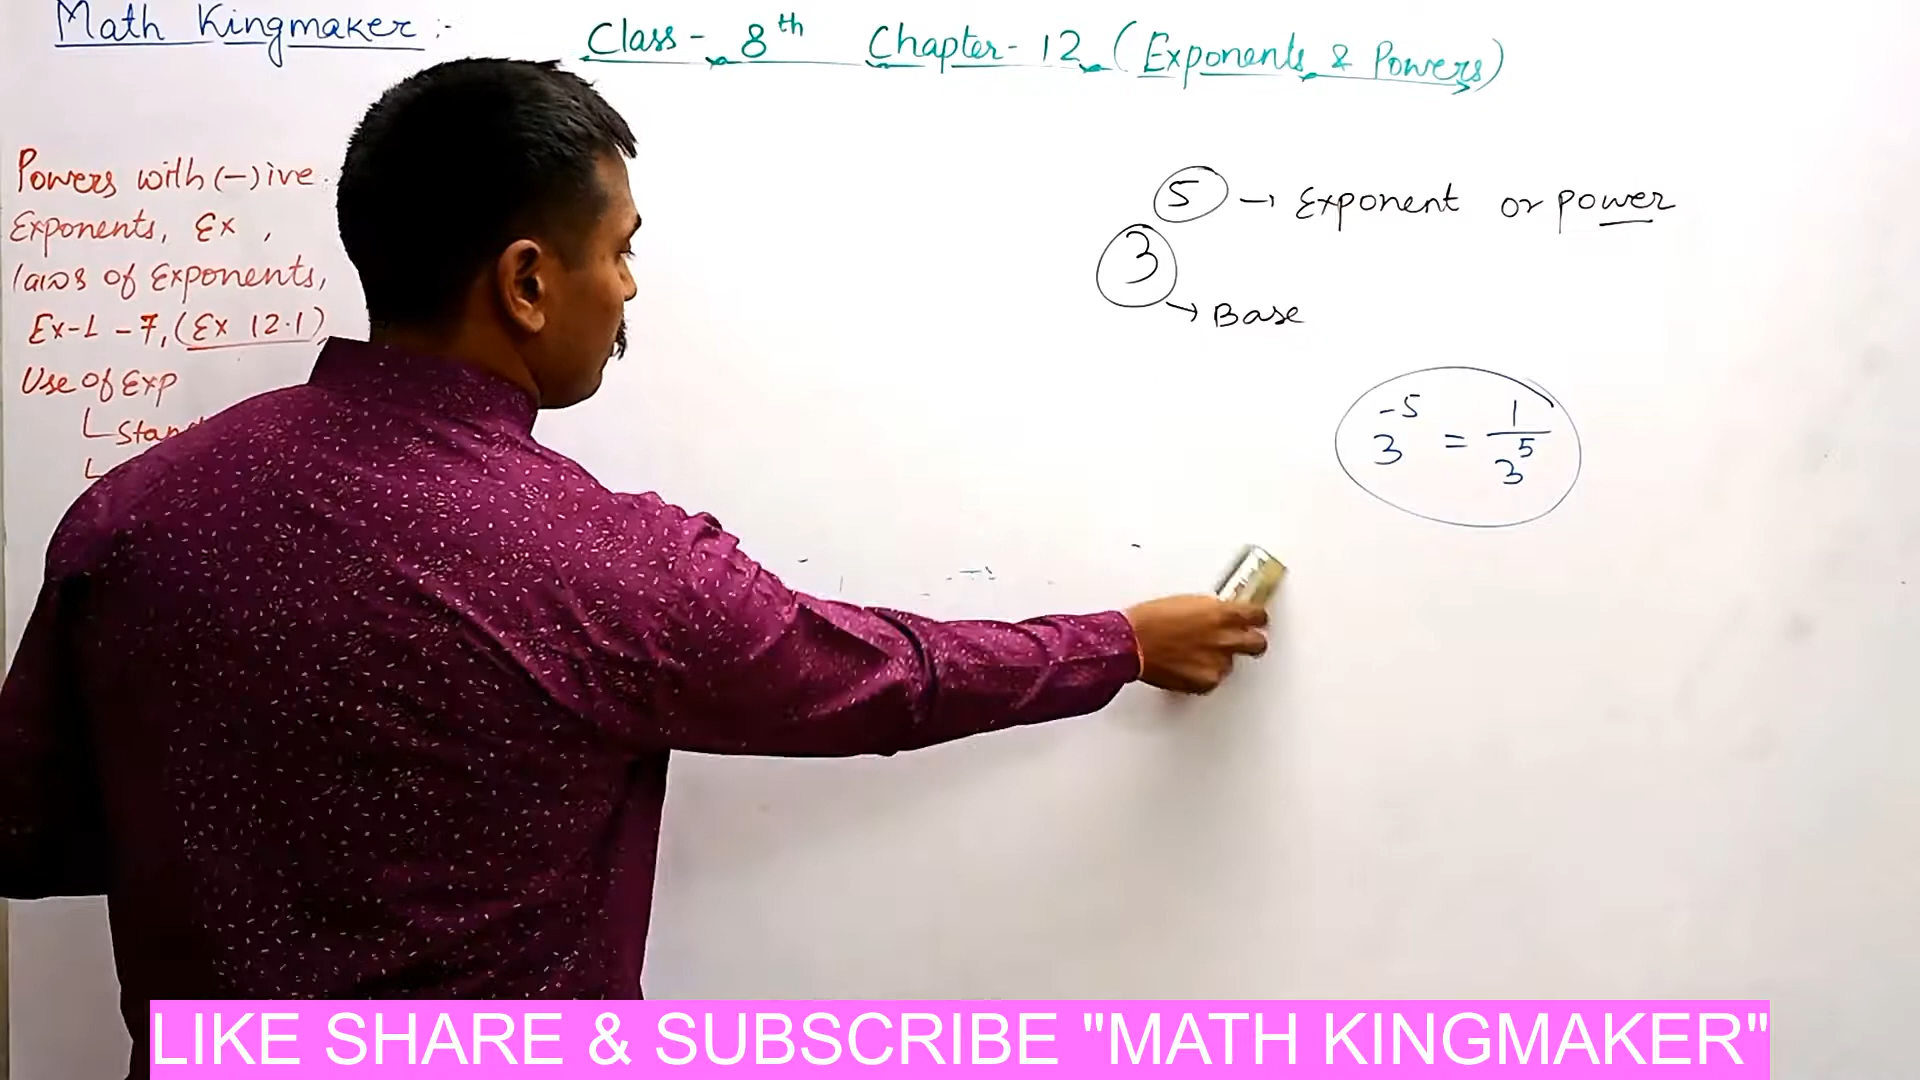 Math Kingmaker :-
Class - 8th Chapter - 12 (Exponents & Powers)
Powers with (-)ive
Exponents, Ex ,
laws of Exponents,
Ex-1 - 7, (Ex 12.1),
Use of Exp
5 → Exponent or power
3
→ Base
3^-5 = 1/3^5
LIKE SHARE & SUBSCRIBE "MATH KINGMAKER"